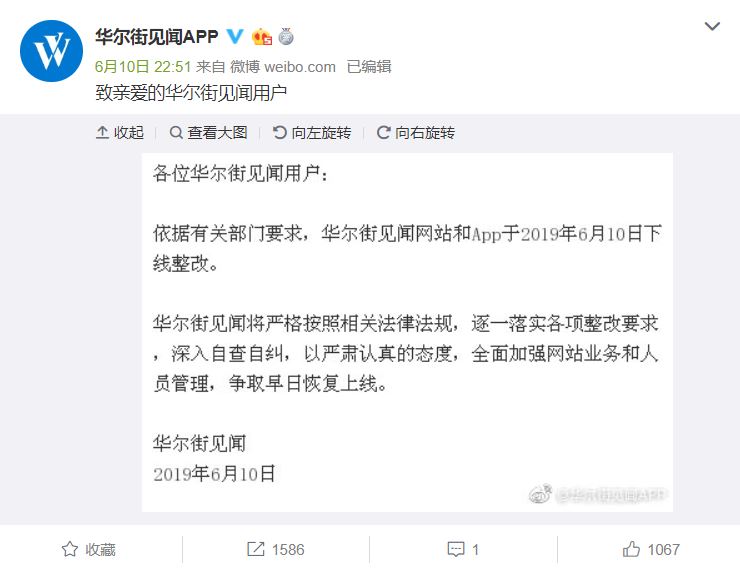 华尔街见闻APP
6月10日 22:51 来自 微博 weibo.com 已编辑
致亲爱的华尔街见闻用户
收起 查看大图 向左旋转 向右旋转
各位华尔街见闻用户：
依据有关部门要求，华尔街见闻网站和App于2019年6月10日下
线整改。
华尔街见闻将严格按照相关法律法规，逐一落实各项整改要求
，深入自查自纠，以严肃认真的态度，全面加强网站业务和人
员管理，争取早日恢复上线。
华尔街见闻
2019年6月10日
@华尔街见闻APP
收藏 1586 1 1067